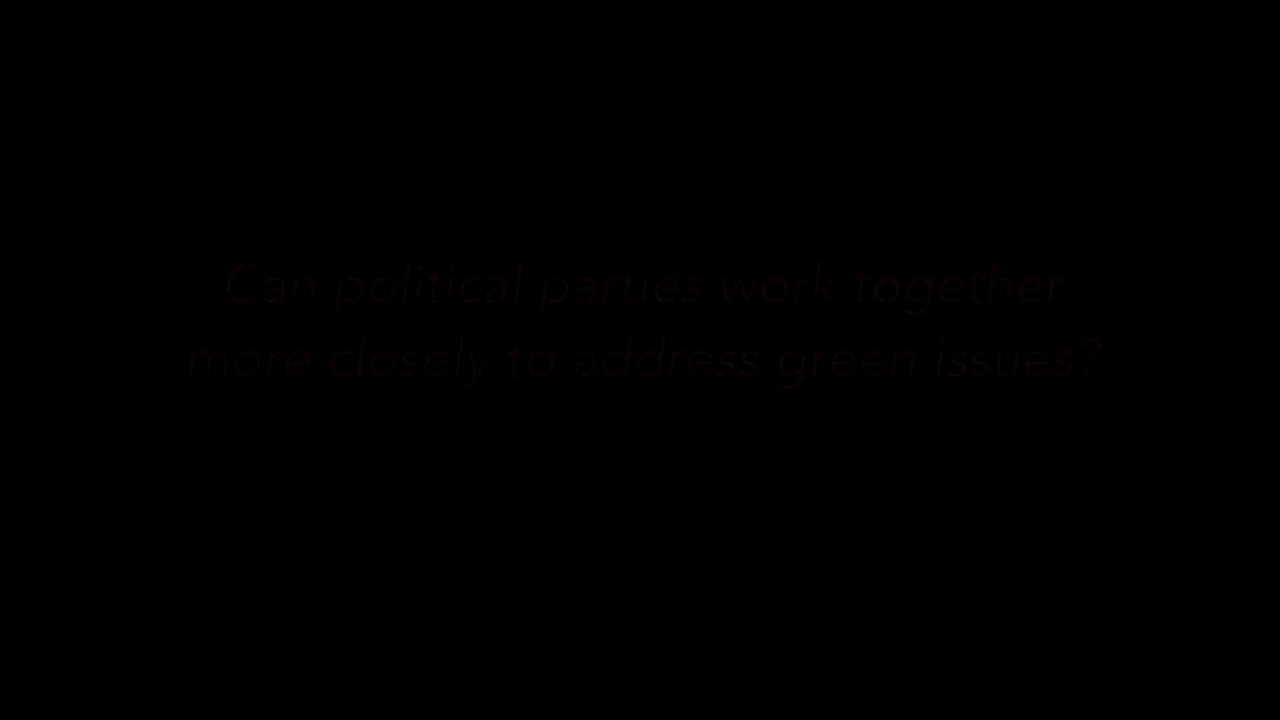 Can political parties work together
more closely to address green issues?